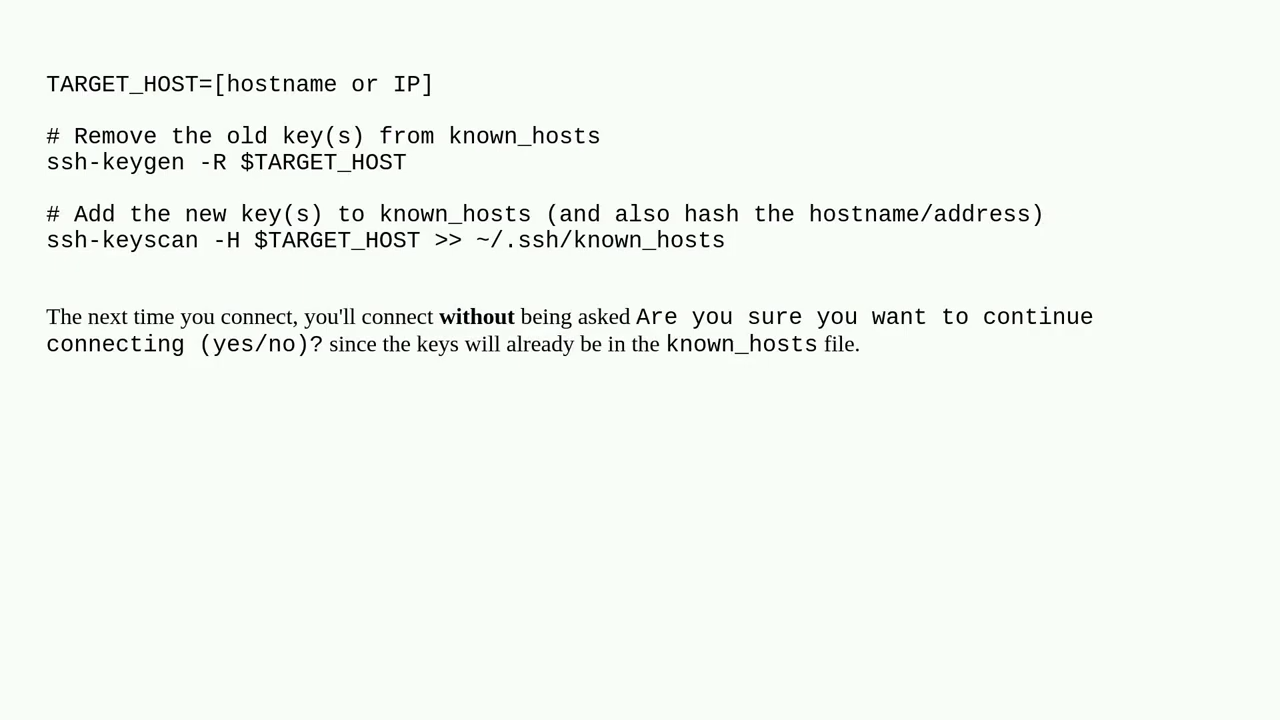 TARGET_HOST=[hostname or IP]
# Remove the old key(s) from known_hosts
ssh-keygen -R $TARGET_HOST
# Add the new key(s) to known_hosts (and also hash the hostname/address)
ssh-keyscan -H $TARGET_HOST >> ~/.ssh/known_hosts
The next time you connect, you'll connect without being asked Are you sure you want to continue
connecting (yes/no)? since the keys will already be in the known_hosts file.